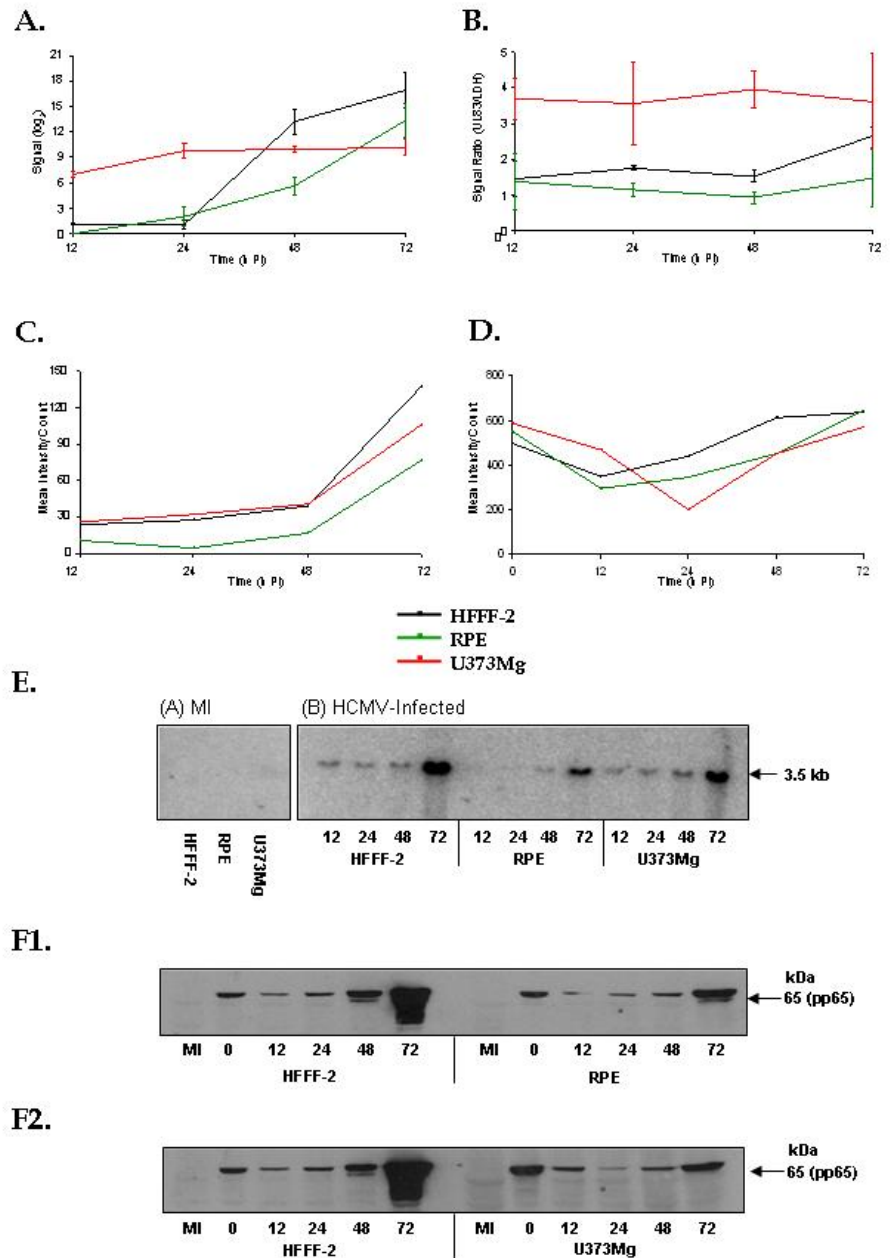 A.
Signal (log2)
21
18
15
12
9
6
3
0
12
24
48
72
Time (h PI)
B.
Signal Ratio (UL83/LDH)
5
4
3
2
1
0
12
24
48
72
Time (h PI)
C.
Mean Intensity/Count
150
120
90
60
30
0
12
24
48
72
Time (h PI)
D.
Mean Intensity/Count
800
600
400
200
0
0
12
24
48
72
Time (h PI)
HFFF-2
RPE
U373Mg
E.
(A) MI
(B) HCMV-Infected
3.5 kb
HFFF-2
RPE
U373Mg
12 24 48 72 12 24 48 72 12 24 48 72
HFFF-2 RPE U373Mg
F1.
kDa
65 (pp65)
MI 0 12 24 48 72 MI 0 12 24 48 72
HFFF-2 RPE
F2.
kDa
65 (pp65)
MI 0 12 24 48 72 MI 0 12 24 48 72
HFFF-2 U373Mg